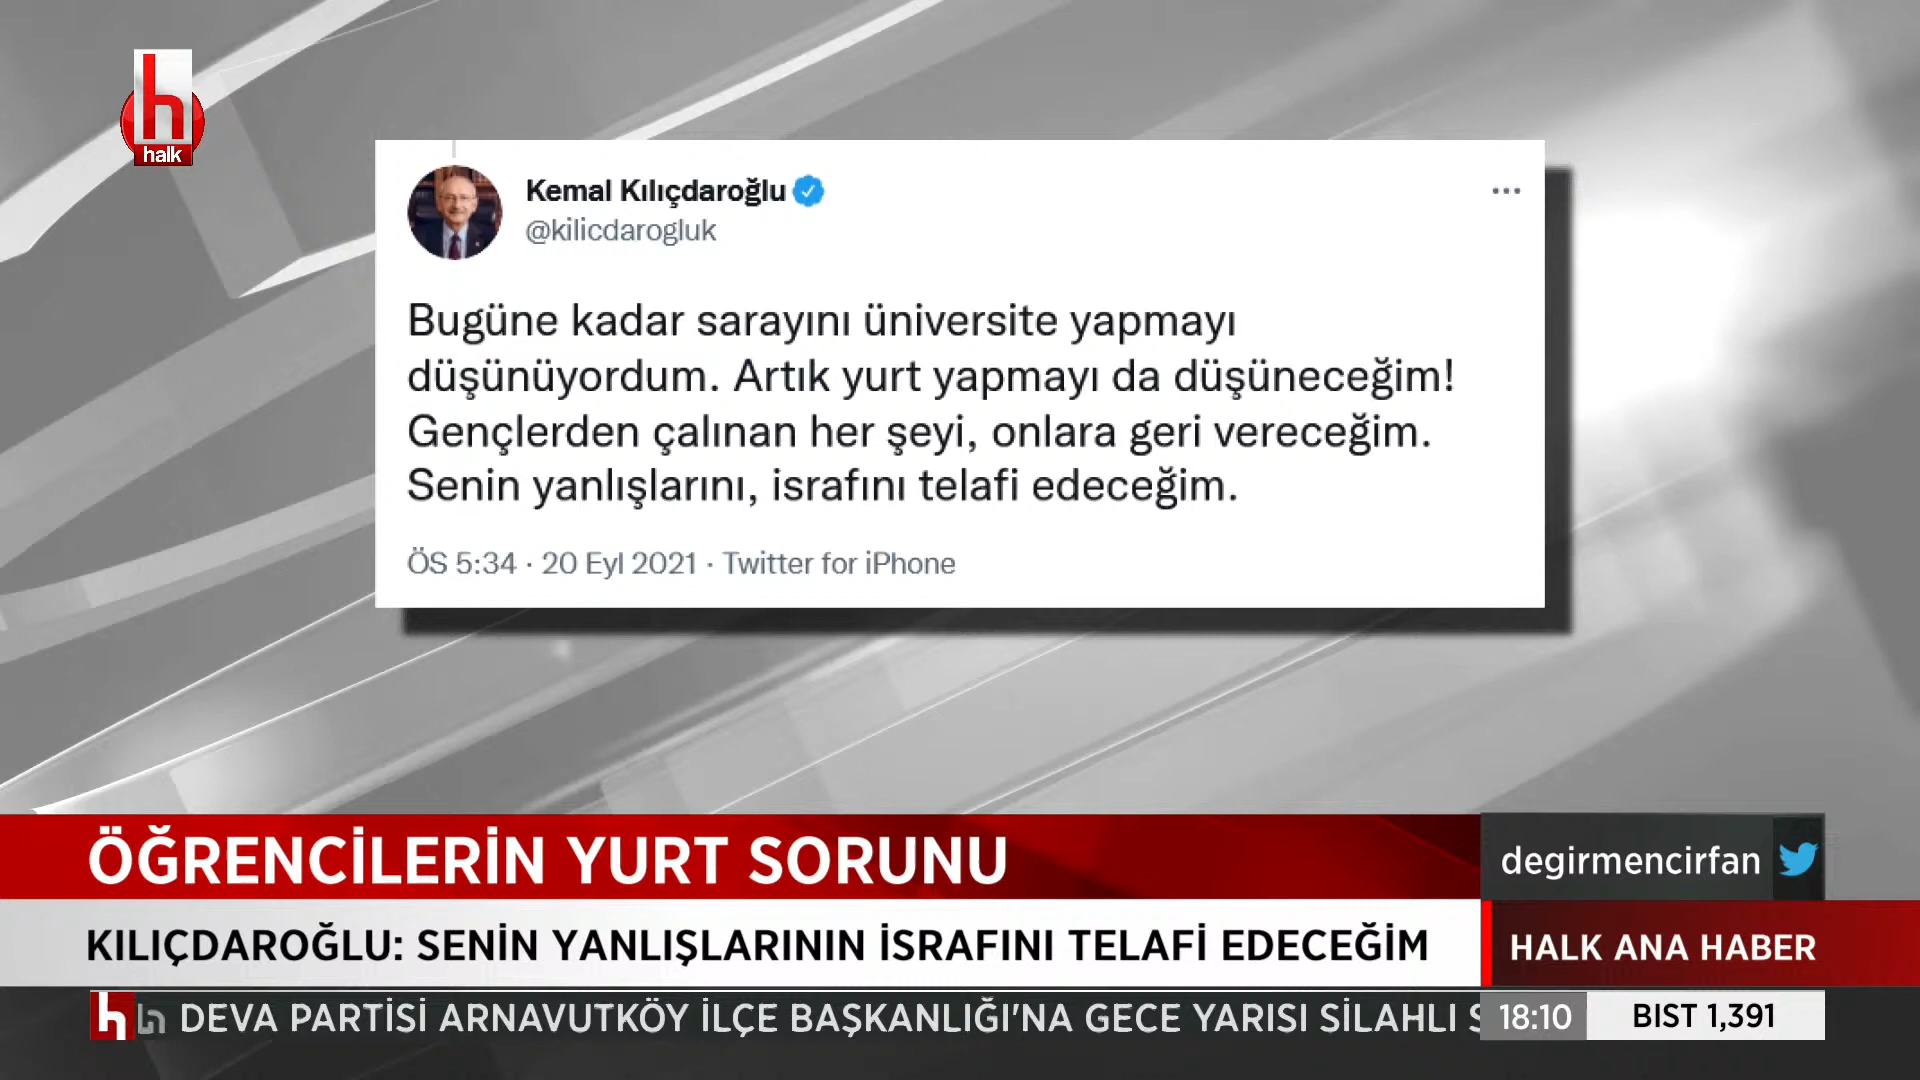 h
halk
Kemal Kılıçdaroğlu
@kilicdarogluk
Bugüne kadar sarayını üniversite yapmayı
düşünüyordum. Artık yurt yapmayı da düşüneceğim!
Gençlerden çalınan her şeyi, onlara geri vereceğim.
Senin yanlışlarını, israfını telafi edeceğim.
ÖS 5:34 · 20 Eyl 2021 · Twitter for iPhone
ÖĞRENCİLERİN YURT SORUNU
degirmencirfan
KILIÇDAROĞLU: SENİN YANLIŞLARININ İSRAFINI TELAFİ EDECEĞİM
HALK ANA HABER
h h DEVA PARTİSİ ARNAVUTKÖY İLÇE BAŞKANLIĞI'NA GECE YARISI SİLAHLI
18:10
BIST 1,391